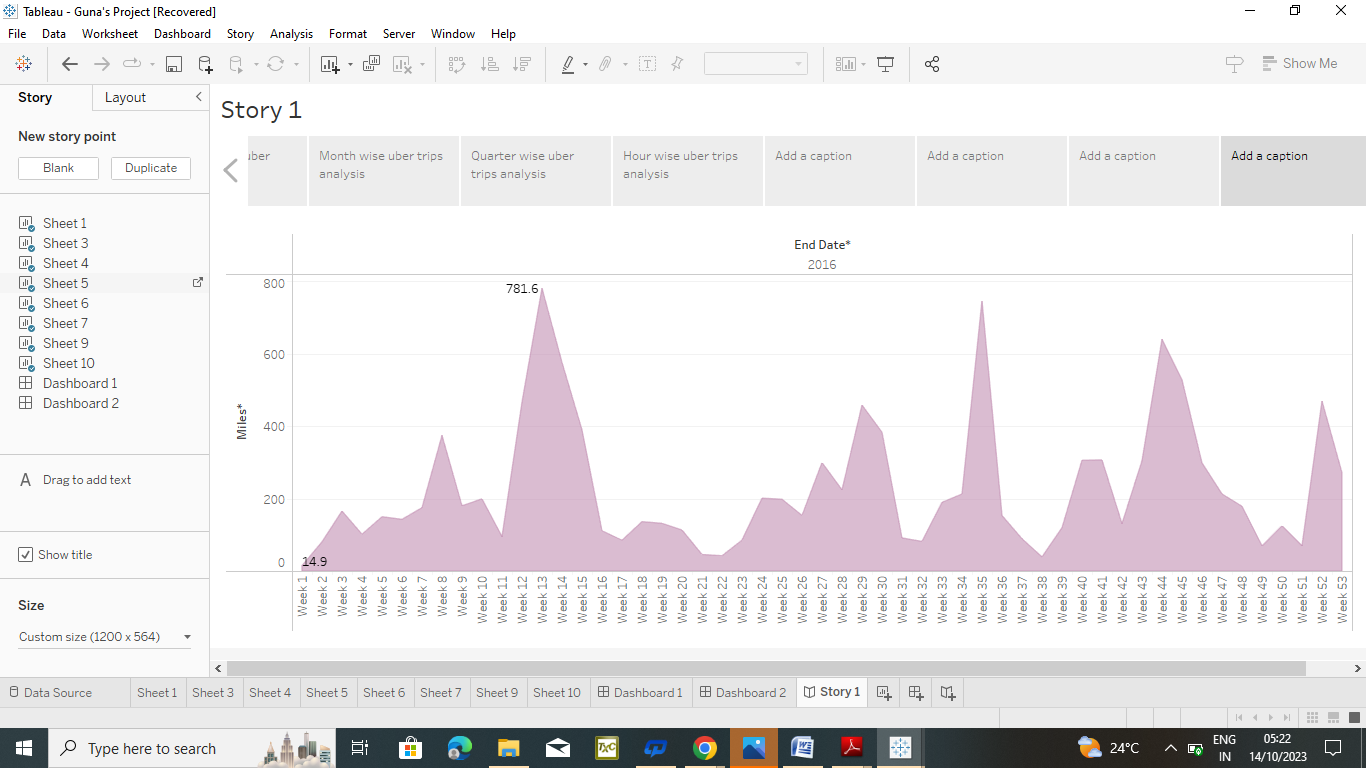 Tableau - Guna's Project [Recovered]
File Data Worksheet Dashboard Story Analysis Format Server Window Help
Show Me
Story Layout
New story point
Blank Duplicate
Sheet 1
Sheet 3
Sheet 4
Sheet 5
Sheet 6
Sheet 7
Sheet 9
Sheet 10
Dashboard 1
Dashboard 2
A Drag to add text
Show title
Size
Custom size (1200 x 564)
Story 1
Month wise uber trips
analysis
Quarter wise uber
trips analysis
Hour wise uber trips
analysis
Add a caption
Add a caption
Add a caption
Add a caption
End Date*
2016
Miles*
800
600
400
200
0
781.6
14.9
Week 1
Week 2
Week 3
Week 4
Week 5
Week 6
Week 7
Week 8
Week 9
Week 10
Week 11
Week 12
Week 13
Week 14
Week 15
Week 16
Week 17
Week 18
Week 19
Week 20
Week 21
Week 22
Week 23
Week 24
Week 25
Week 26
Week 27
Week 28
Week 29
Week 30
Week 31
Week 32
Week 33
Week 34
Week 35
Week 36
Week 37
Week 38
Week 39
Week 40
Week 41
Week 42
Week 43
Week 44
Week 45
Week 46
Week 47
Week 48
Week 49
Week 50
Week 51
Week 52
Week 53
Data Source Sheet 1 Sheet 3 Sheet 4 Sheet 5 Sheet 6 Sheet 7 Sheet 9 Sheet 10 Dashboard 1 Dashboard 2 Story 1
Type here to search
TXC
24°C
ENG
IN
05:22
14/10/2023